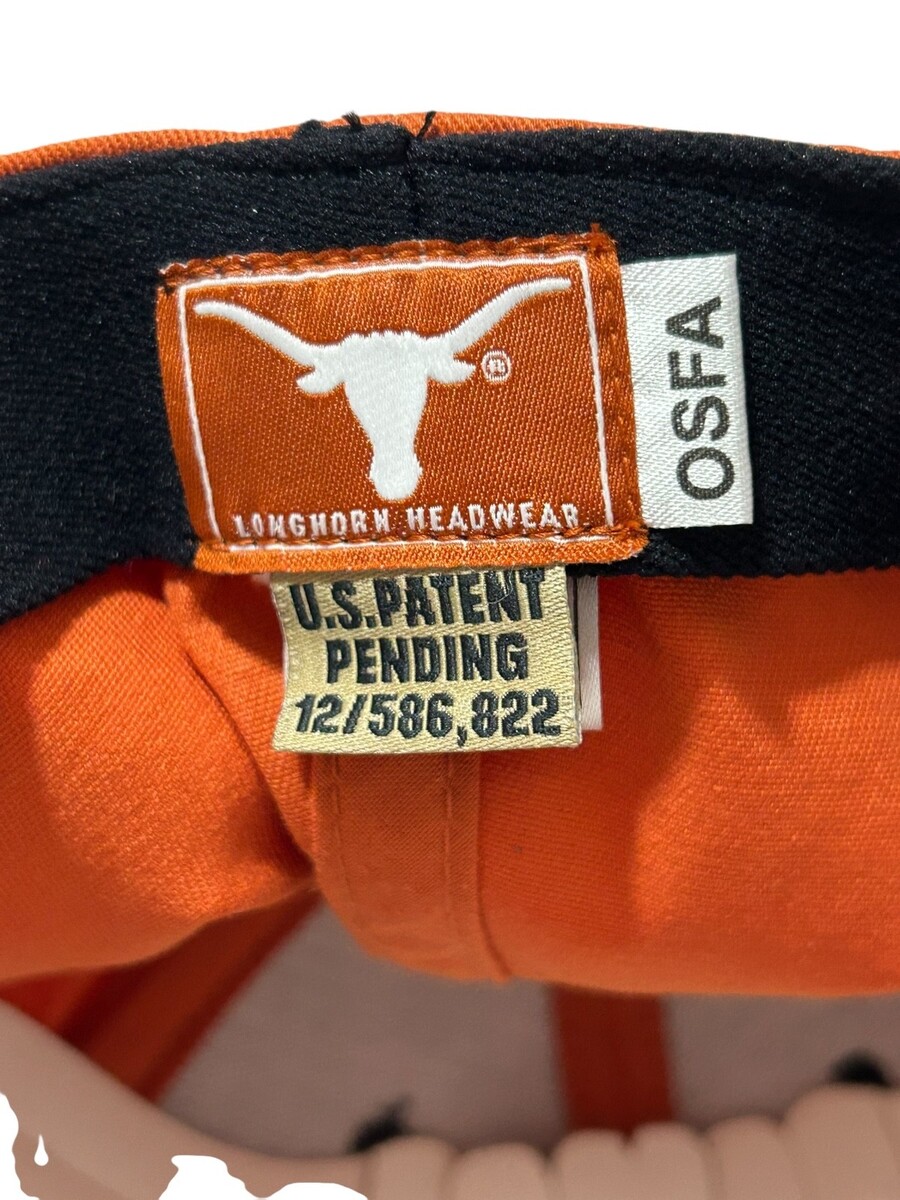 ®
LONGHORN HEADWEAR
OSFA
U.S.PATENT
PENDING
12/586,822